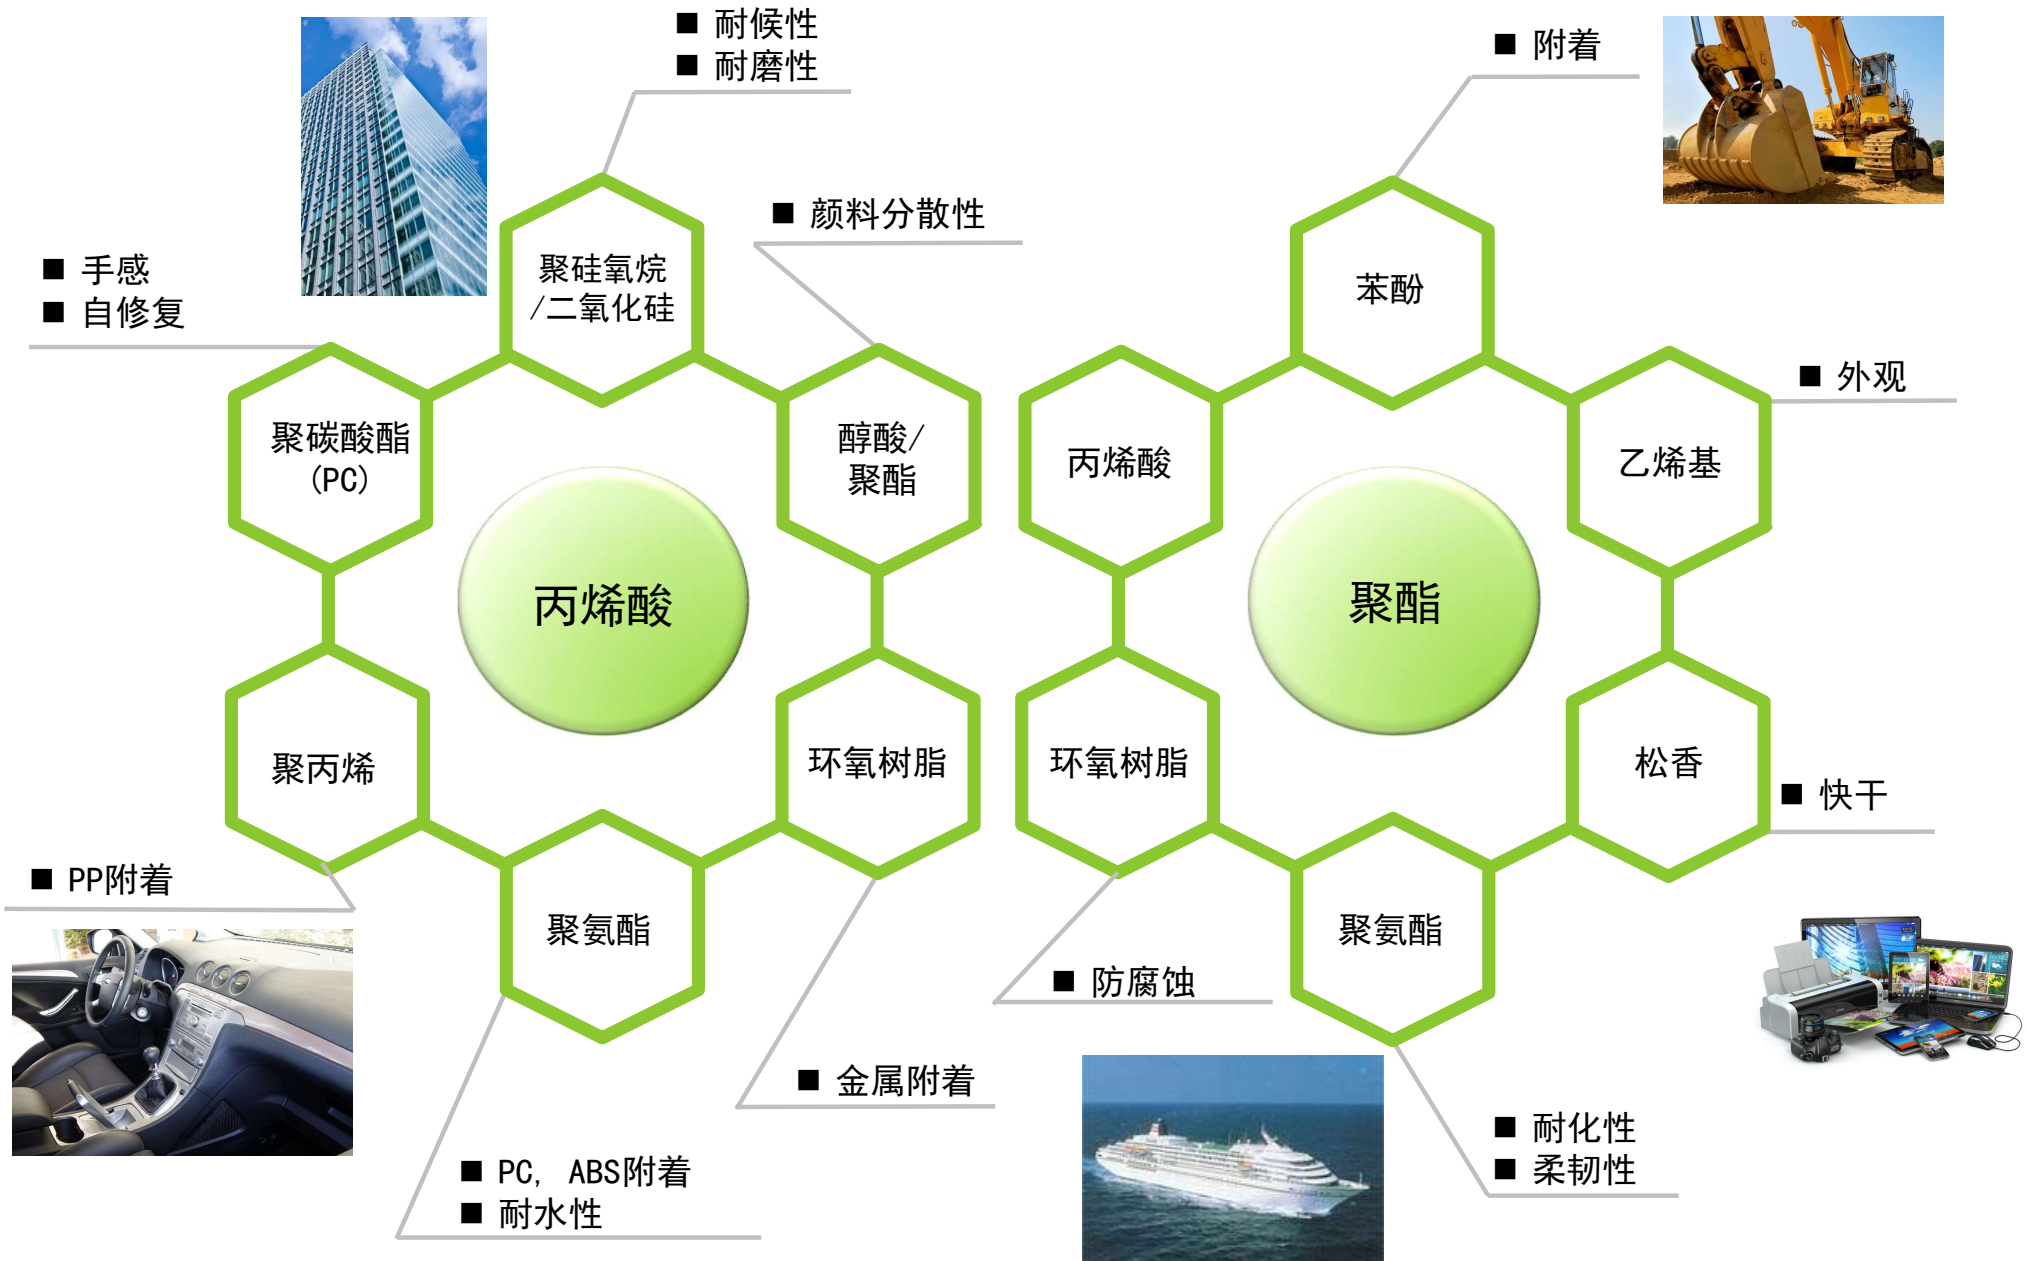 ■ 耐候性
■ 耐磨性
■ 颜料分散性
■ 手感
■ 自修复
聚硅氧烷
/二氧化硅
聚碳酸酯
(PC)
醇酸/
聚酯
丙烯酸
聚丙烯
环氧树脂
聚氨酯
■ PP附着
■ PC, ABS附着
■ 耐水性
■ 金属附着
■ 附着
苯酚
■ 外观
丙烯酸
乙烯基
聚酯
环氧树脂
松香
■ 快干
聚氨酯
■ 防腐蚀
■ 耐化性
■ 柔韧性